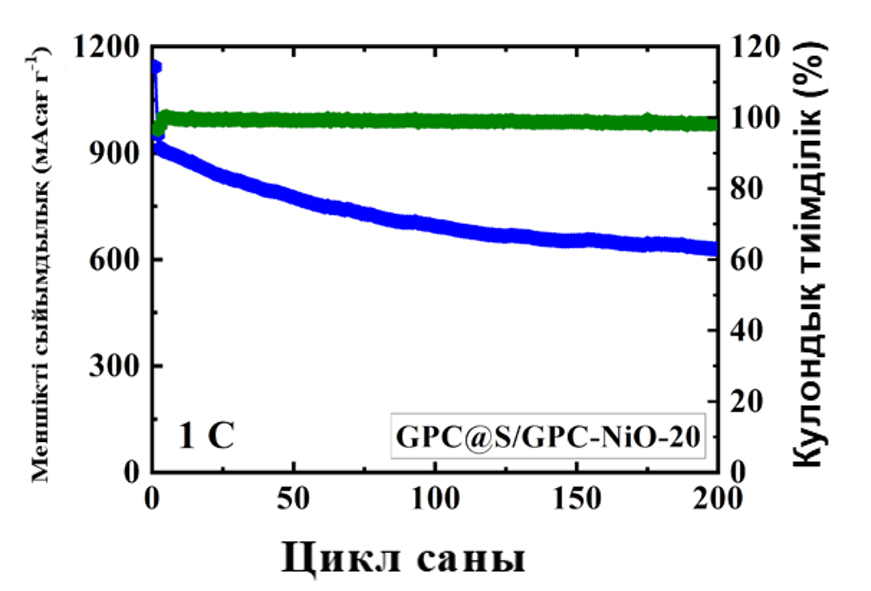 1200
900
600
300
0
Меншікті сыйымдылық (мАсағ г⁻¹)
120
100
80
60
40
20
0
Кулондық тиімділік (%)
1 C
GPC@S/GPC-NiO-20
0 50 100 150 200
Цикл саны